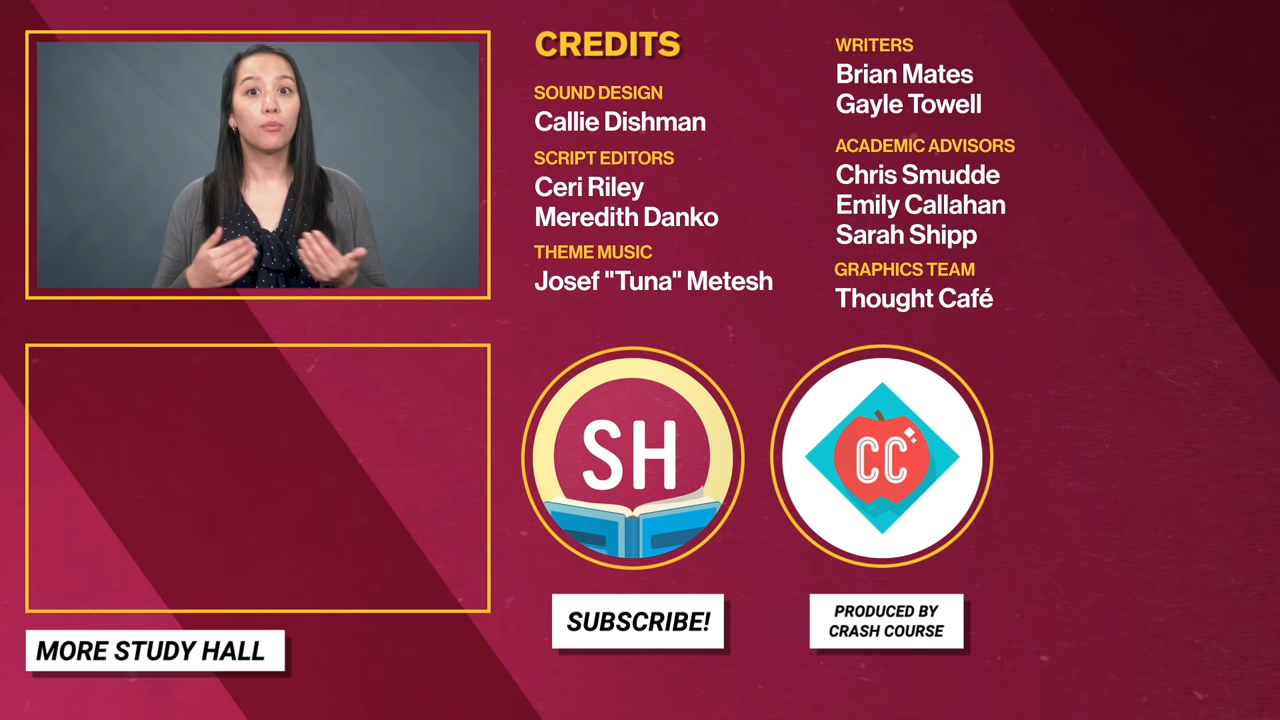 CREDITS
SOUND DESIGN
Callie Dishman
SCRIPT EDITORS
Ceri Riley
Meredith Danko
THEME MUSIC
Josef "Tuna" Metesh
WRITERS
Brian Mates
Gayle Towell
ACADEMIC ADVISORS
Chris Smudde
Emily Callahan
Sarah Shipp
GRAPHICS TEAM
Thought Café
SH
CC
SUBSCRIBE!
PRODUCED BY
CRASH COURSE
MORE STUDY HALL